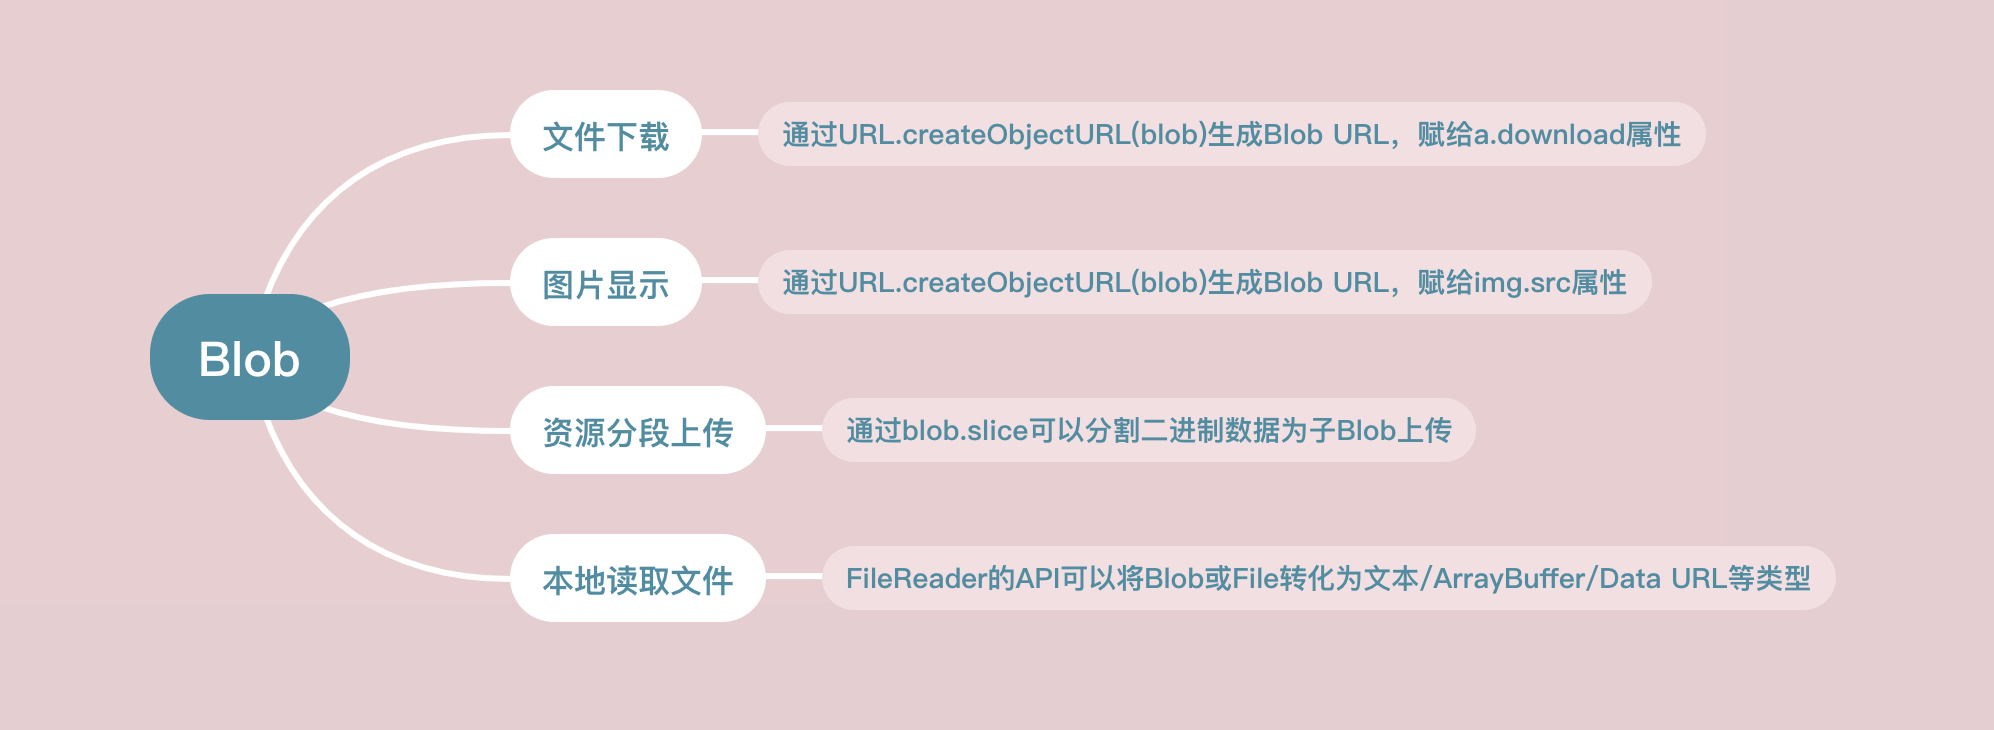 Blob
文件下载
通过URL.createObjectURL(blob)生成Blob URL，赋给a.download属性
图片显示
通过URL.createObjectURL(blob)生成Blob URL，赋给img.src属性
资源分段上传
通过blob.slice可以分割二进制数据为子Blob上传
本地读取文件
FileReader的API可以将Blob或File转化为文本/ArrayBuffer/Data URL等类型